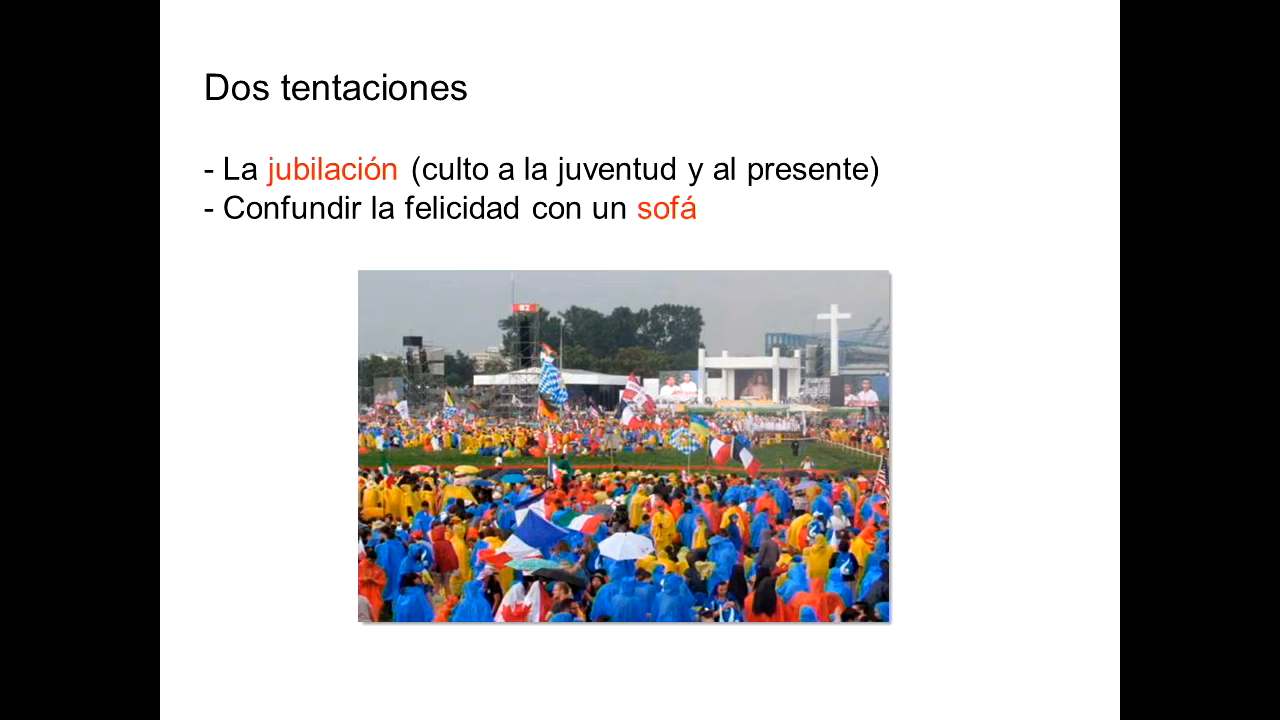 Dos tentaciones
- La jubilación (culto a la juventud y al presente)
- Confundir la felicidad con un sofá